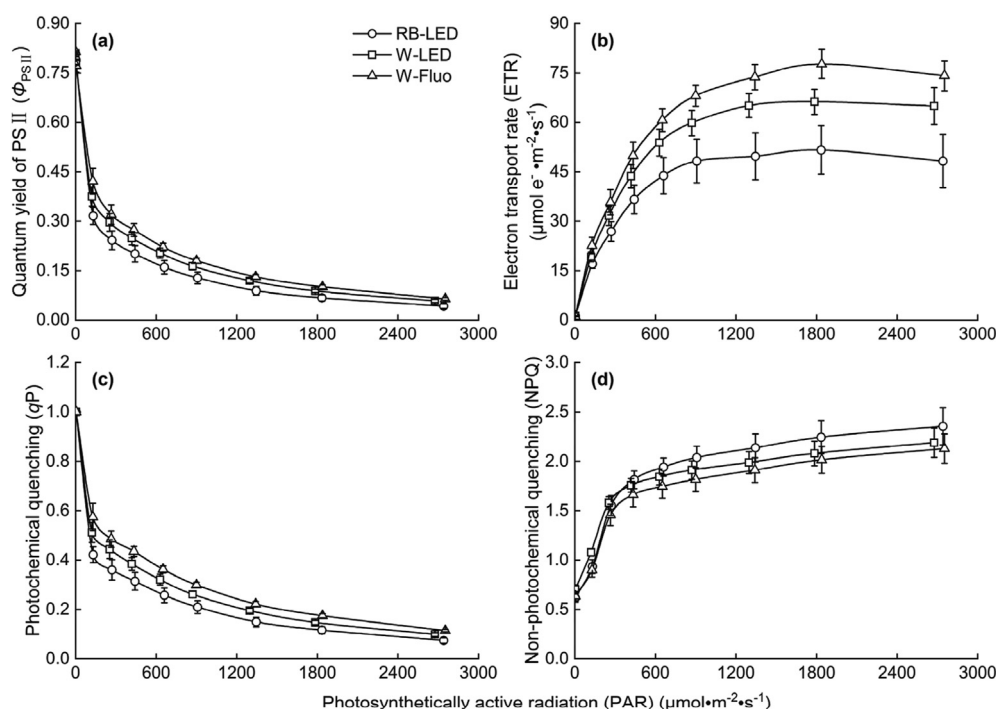 (a)
RB-LED
W-LED
W-Fluo
Quantum yield of PS II (Φ_PS II)
0.90
0.75
0.60
0.45
0.30
0.15
0.00
0 600 1200 1800 2400 3000
(b)
Electron transport rate (ETR)
(μmol e⁻ •m⁻²•s⁻¹)
90
75
60
45
30
15
0
0 600 1200 1800 2400 3000
(c)
Photochemical quenching (qP)
1.2
1.0
0.8
0.6
0.4
0.2
0.0
0 600 1200 1800 2400 3000
(d)
Non-photochemical quenching (NPQ)
3.0
2.5
2.0
1.5
1.0
0.5
0.0
0 600 1200 1800 2400 3000
Photosynthetically active radiation (PAR) (μmol•m⁻²•s⁻¹)